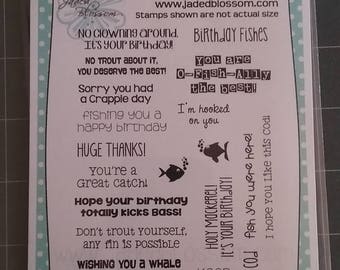 Jaded
Blossom
www.jadedblossom.com
Stamps shown are not actual size
No clowning around,
It's your Birthday!
Birthday Fishes
No trout about it,
you deserve the best!
You are
O-Fish-Ally
the best!
Sorry you had
a Crappie day
fishing you a
happy birthday
I'm hooked
on you
HUGE THANKS!
You're a
Great Catch!
Hope your birthday
totally kicks Bass!
Don't trout yourself,
any fin is possible
Wishing you a whale
Holy Mackerel!
It's Your Birthday!
fish you were here!
I hope you like this cod!
COD